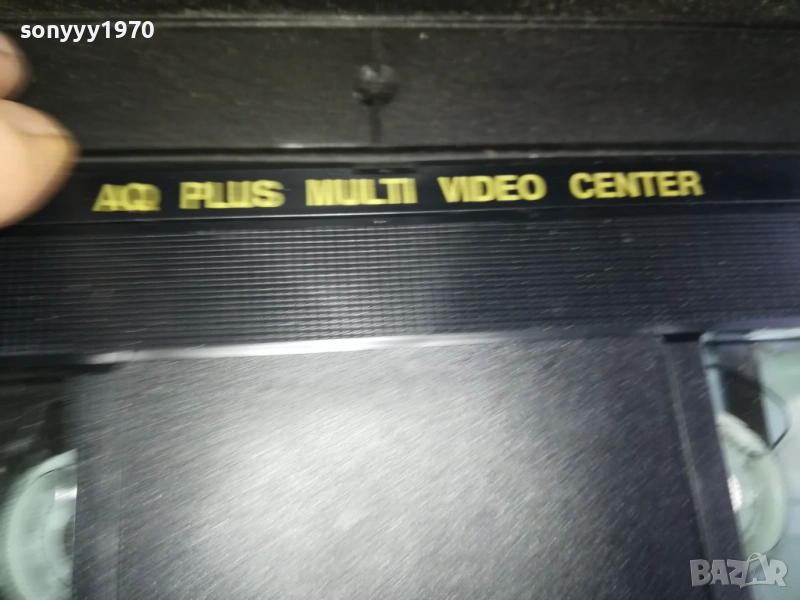 sonyyy1970
AQ PLUS MULTI VIDEO CENTER
BAZAR